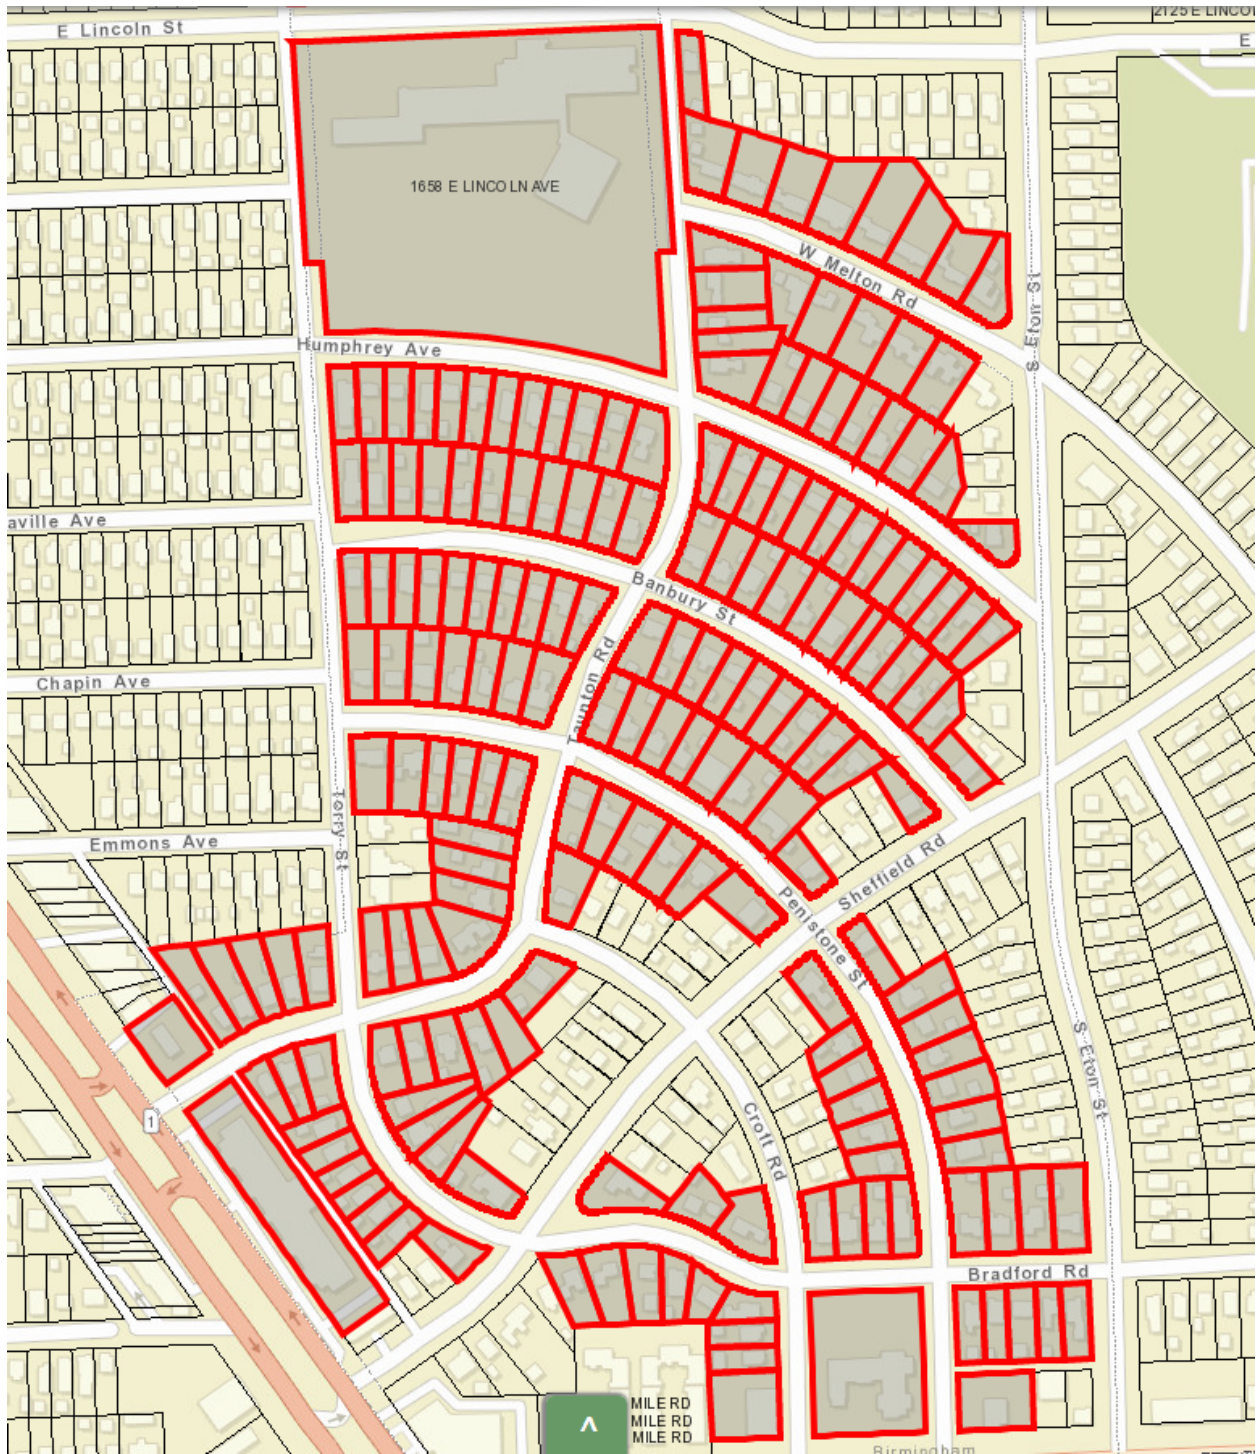 2125 E LINCO
E Lincoln St
E
1658 E LINCOLN AVE
W Melton Rd
S Eton St
Humphrey Ave
aville Ave
Banbury St
Taunton Rd
Chapin Ave
Torry St
Emmons Ave
Sheffield Rd
Penistone St
S Eton St
1
Croft Rd
Bradford Rd
^
MILE RD
MILE RD
MILE RD
Birmingham